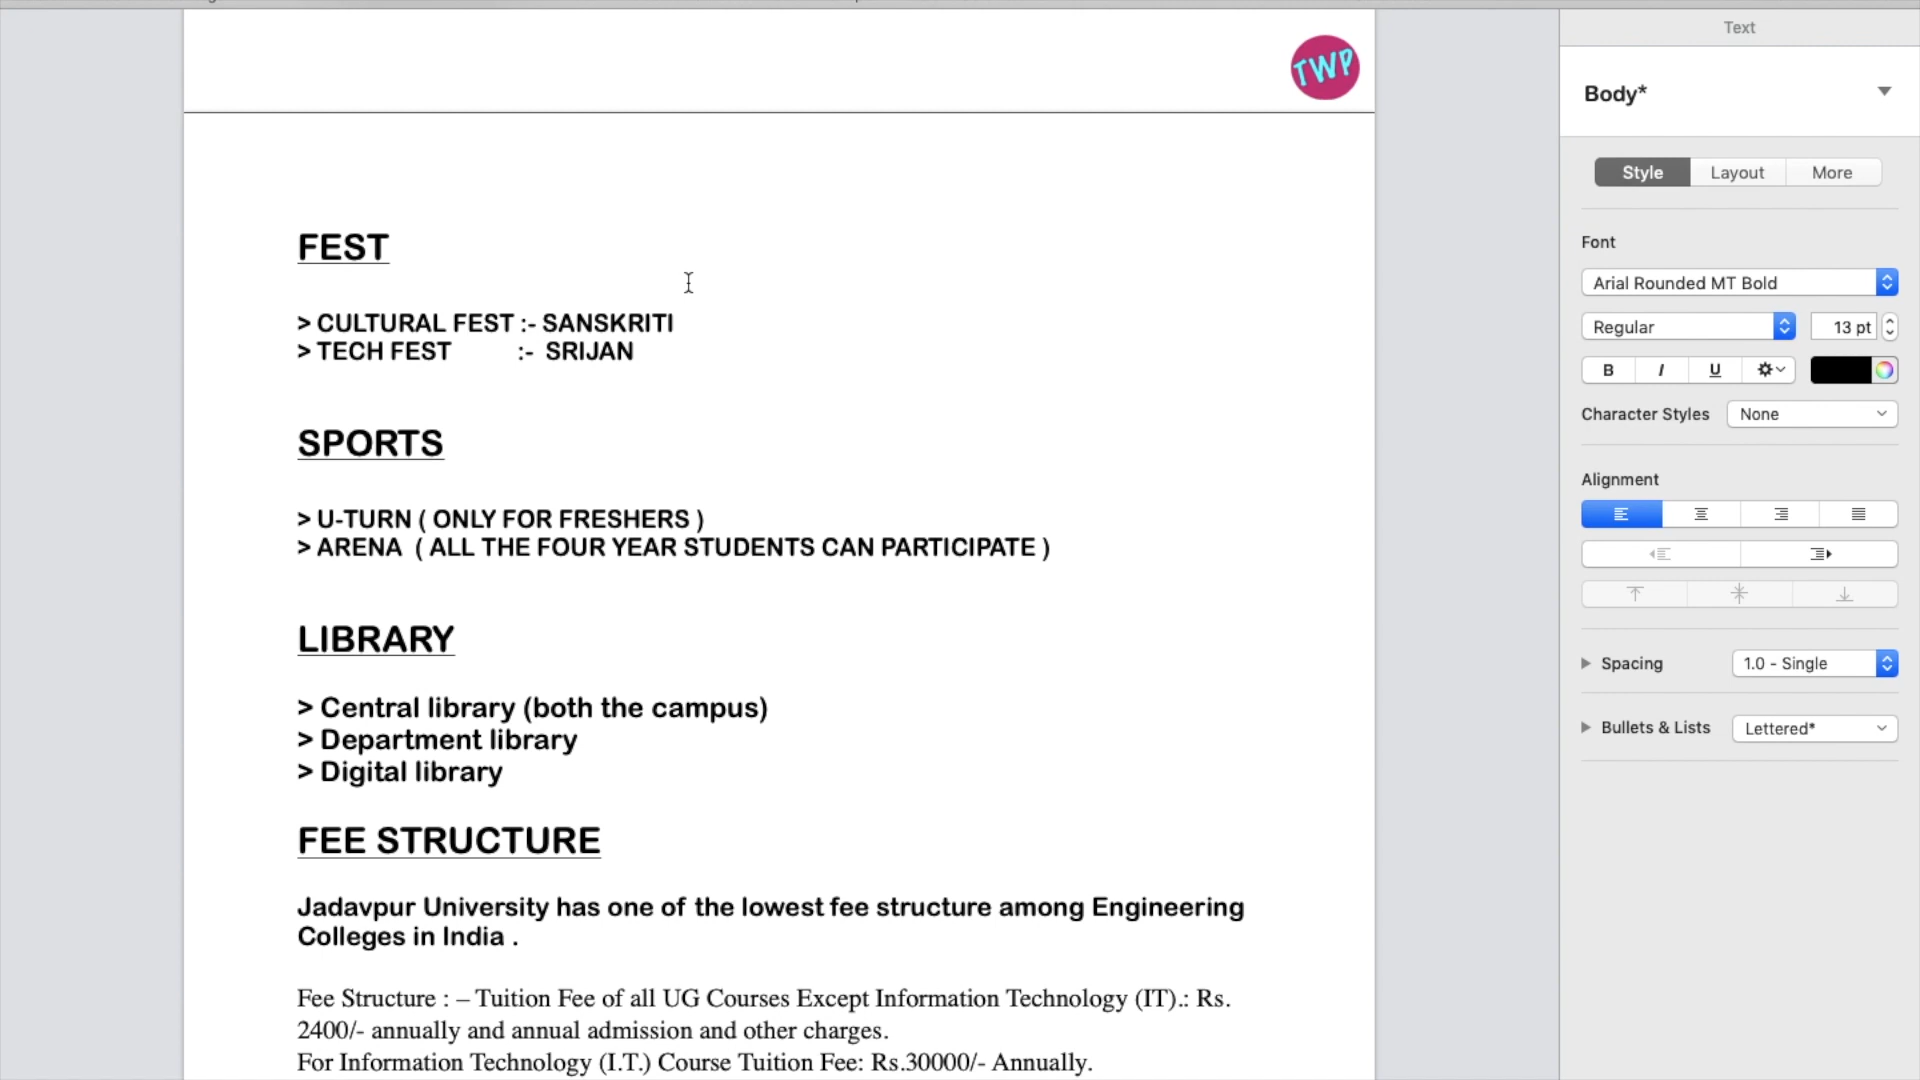 TWP
FEST
> CULTURAL FEST :- SANSKRITI
> TECH FEST :- SRIJAN
SPORTS
> U-TURN ( ONLY FOR FRESHERS )
> ARENA ( ALL THE FOUR YEAR STUDENTS CAN PARTICIPATE )
LIBRARY
> Central library (both the campus)
> Department library
> Digital library
FEE STRUCTURE
Jadavpur University has one of the lowest fee structure among Engineering
Colleges in India .
Fee Structure : – Tuition Fee of all UG Courses Except Information Technology (IT).: Rs.
2400/- annually and annual admission and other charges.
For Information Technology (I.T.) Course Tuition Fee: Rs.30000/- Annually.
Text
Body*
Style Layout More
Font
Arial Rounded MT Bold
Regular 13 pt
B I U
Character Styles None
Alignment
Spacing 1.0 - Single
Bullets & Lists Lettered*